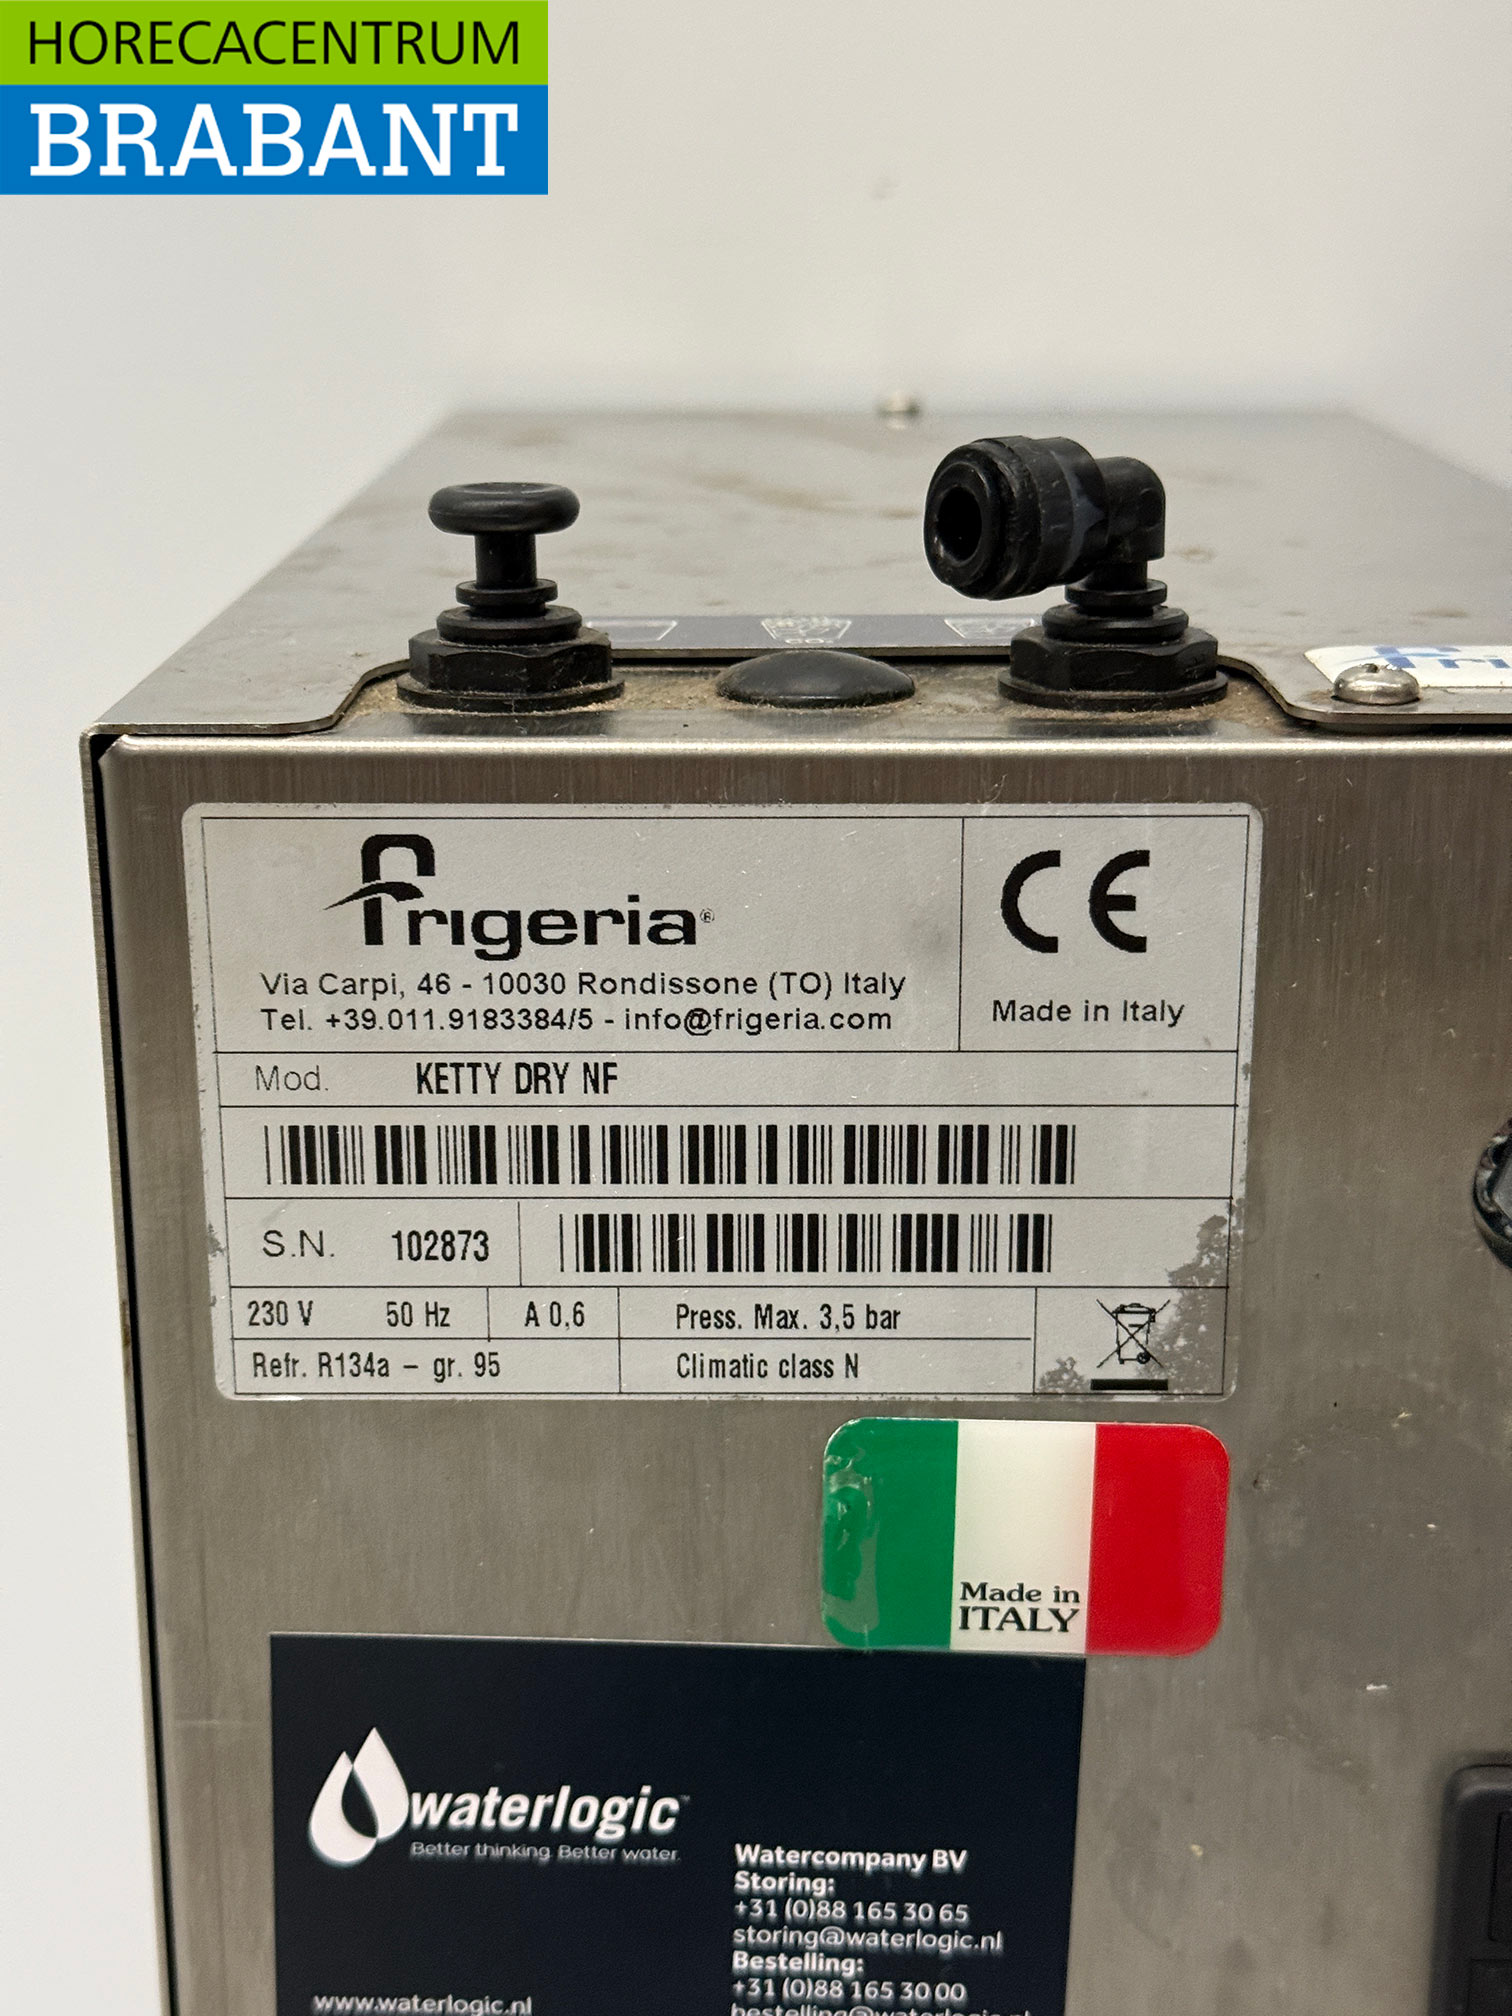 HORECACENTRUM
BRABANT
CO₂
frigeria®
Via Carpi, 46 - 10030 Rondissone (TO) Italy
Tel. +39.011.9183384/5 - info@frigeria.com
CE
Made in Italy
Mod. KETTY DRY NF
S.N. 102873
230 V 50 Hz A 0,6 Press. Max. 3,5 bar
Refr. R134a – gr. 95 Climatic class N
Made in
ITALY
waterlogic™
Better thinking. Better water.
Watercompany BV
Storing:
+31 (0)88 165 30 65
storing@waterlogic.nl
Bestelling:
+31 (0)88 165 30 00
www.waterlogic.nl